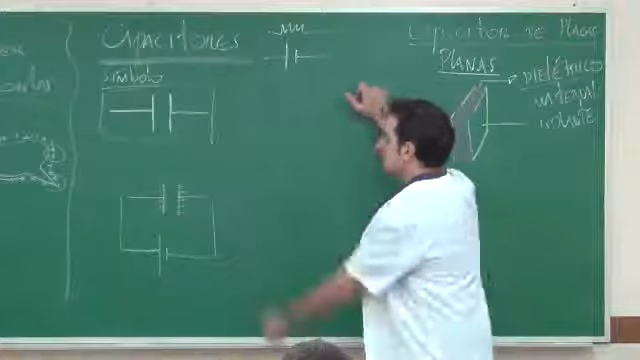 CAPACITORES
Símbolo
CAPACITOR DE PLACAS
PLANAS
DIELÉTRICO
MATERIAL
ISOLANTE